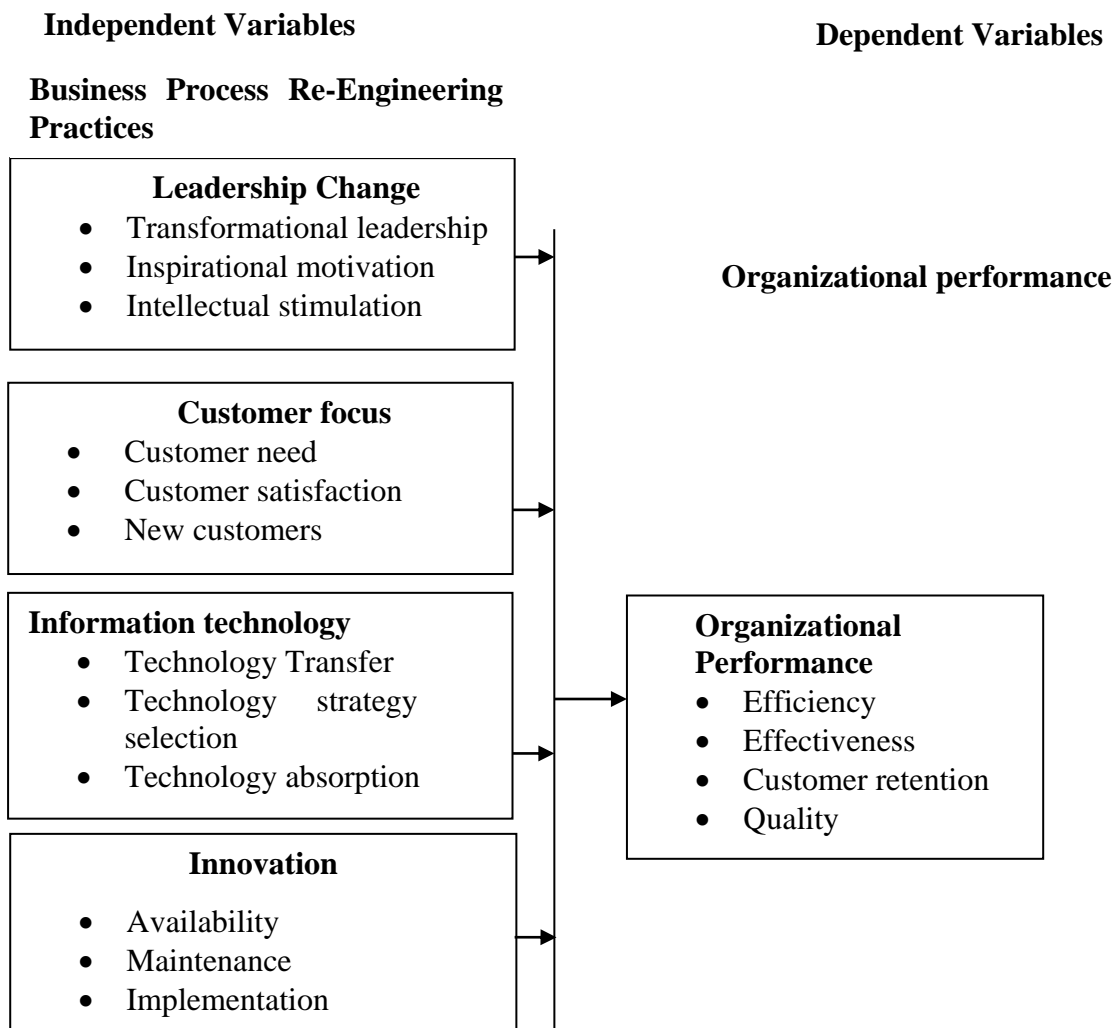 Independent Variables
Dependent Variables
Business Process Re-Engineering
Practices
Leadership Change
• Transformational leadership
• Inspirational motivation
• Intellectual stimulation
Organizational performance
Customer focus
• Customer need
• Customer satisfaction
• New customers
Information technology
• Technology Transfer
• Technology strategy
selection
• Technology absorption
Organizational
Performance
• Efficiency
• Effectiveness
• Customer retention
• Quality
Innovation
• Availability
• Maintenance
• Implementation